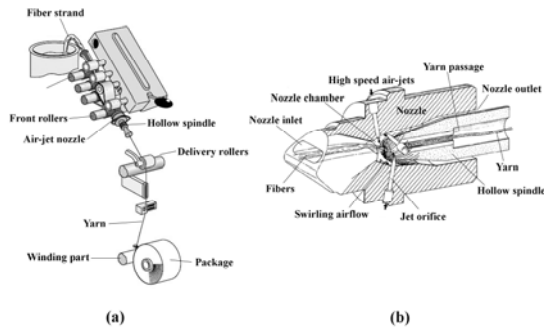 Fiber strand
Front rollers
Air-jet nozzle
Hollow spindle
Delivery rollers
Yarn
Winding part
Package
(a)
High speed air-jets
Yarn passage
Nozzle chamber
Nozzle
Nozzle outlet
Nozzle inlet
Fibers
Yarn
Hollow spindle
Swirling airflow
Jet orifice
(b)